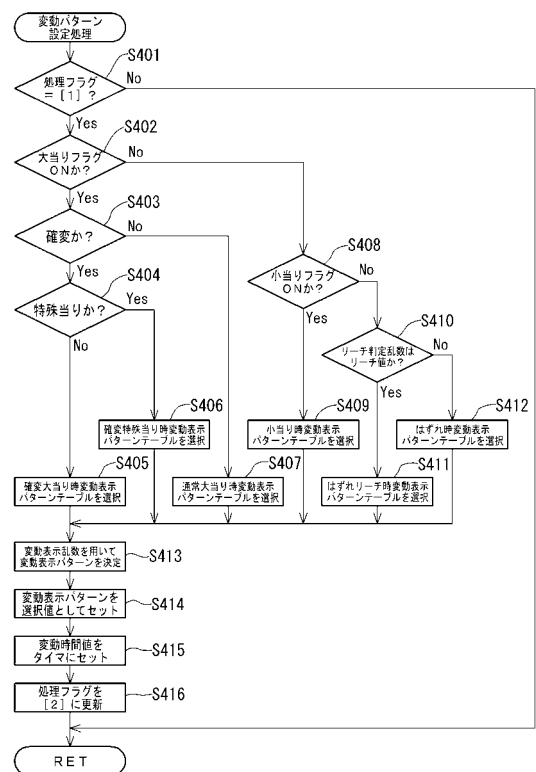 変動パターン
設定処理
S401
処理フラグ
=[1]?
No
Yes
S402
大当りフラグ
ONか?
No
Yes
S403
確変か?
No
Yes
S404
特殊当りか?
Yes
No
S408
小当りフラグ
ONか?
No
Yes
S410
リーチ判定乱数は
リーチ値か?
No
Yes
S406
確変特殊当り時変動表示
パターンテーブルを選択
S409
小当り時変動表示
パターンテーブルを選択
S412
はずれ時変動表示
パターンテーブルを選択
S405
確変大当り時変動表示
パターンテーブルを選択
S407
通常大当り時変動表示
パターンテーブルを選択
S411
はずれリーチ時変動表示
パターンテーブルを選択
変動表示乱数を用いて
変動表示パターンを決定
S413
変動表示パターンを
選択値としてセット
S414
変動時間値を
タイマにセット
S415
処理フラグを
[2]に更新
S416
RET